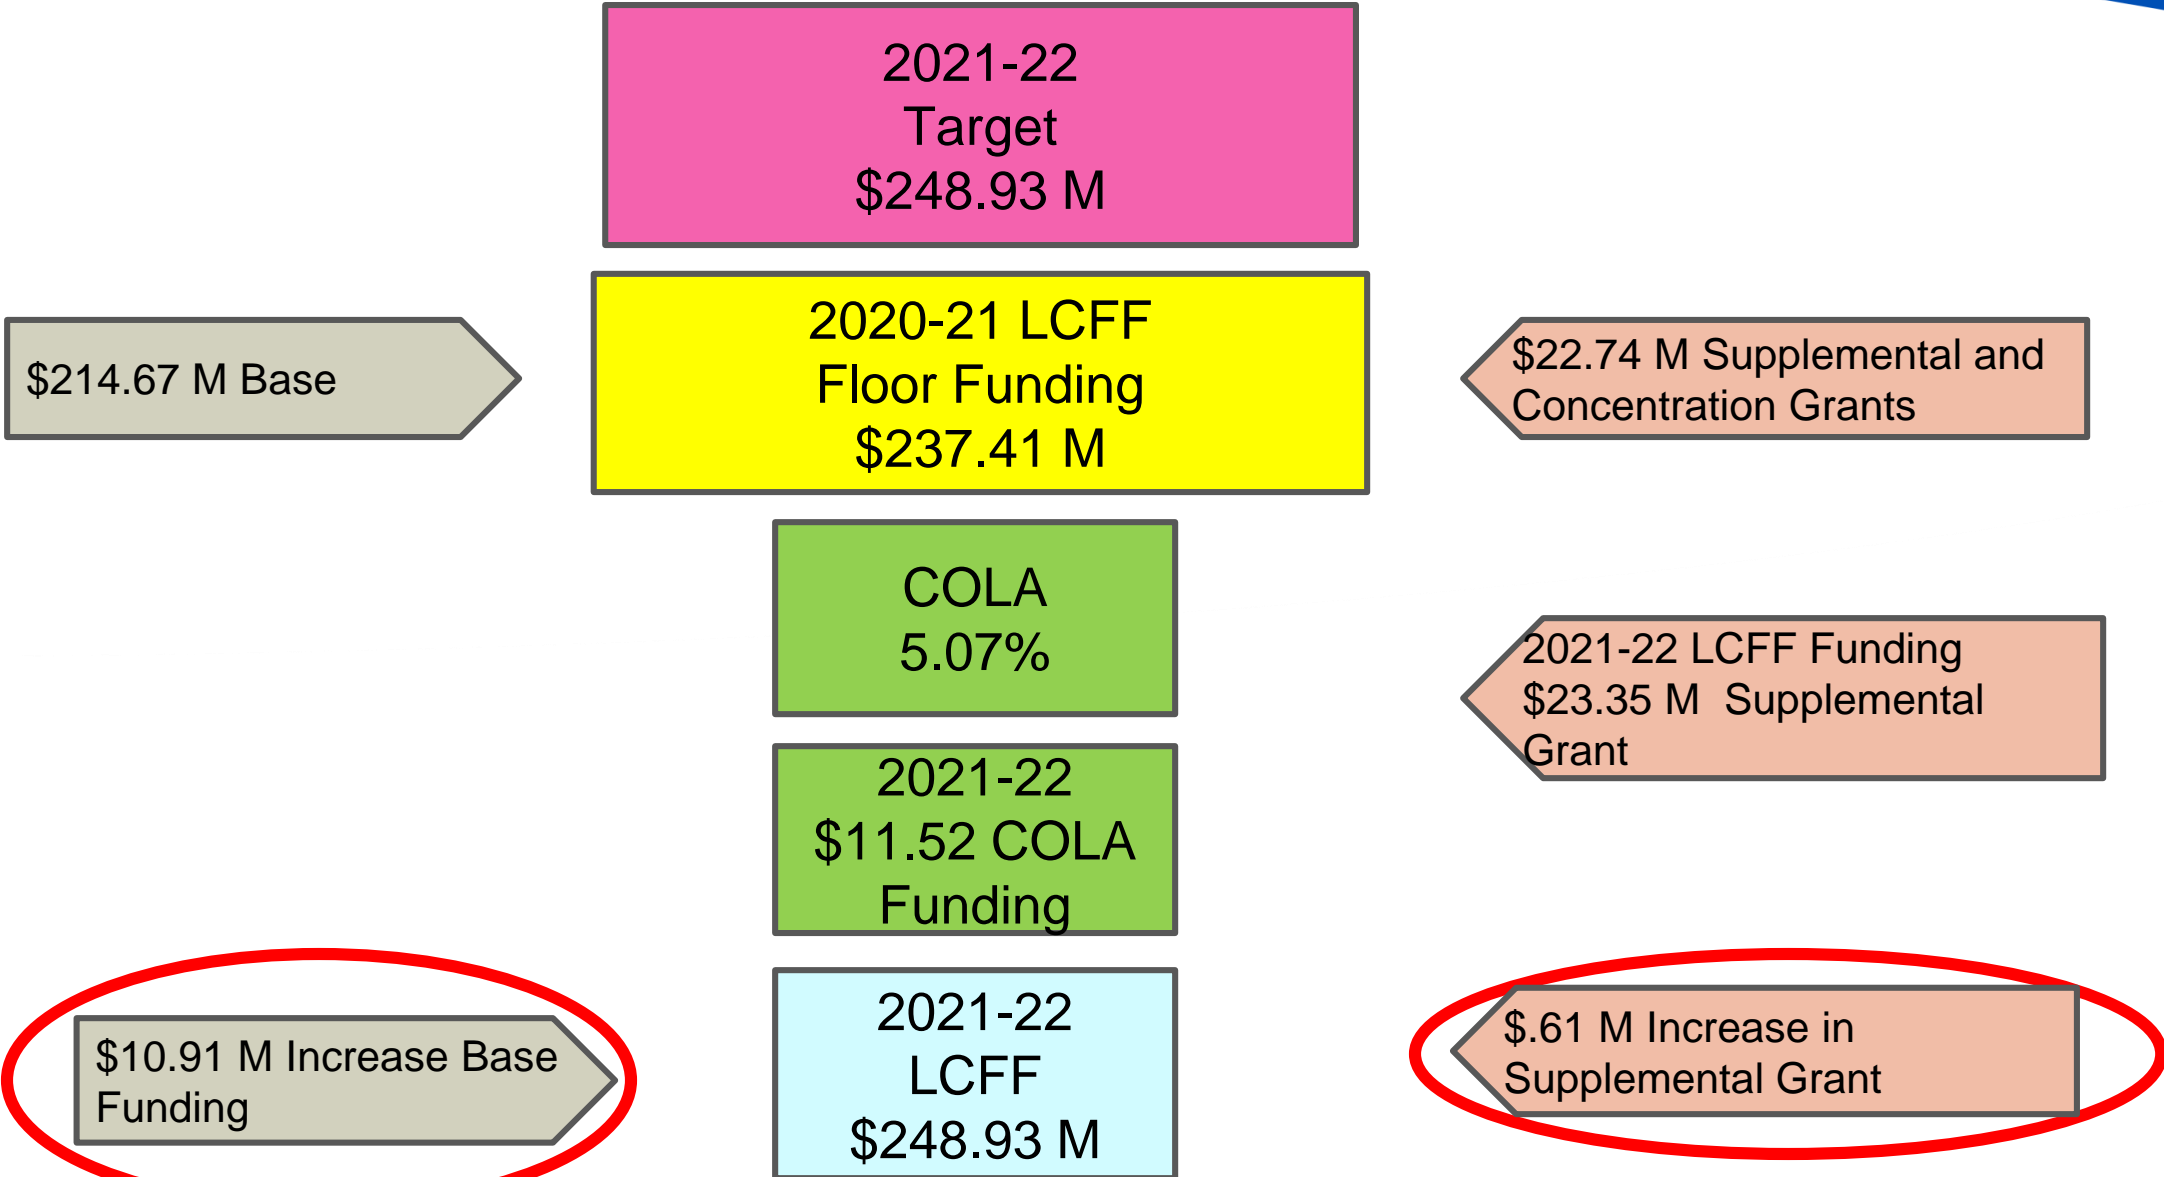 2021-22
Target
$248.93 M
$214.67 M Base
2020-21 LCFF
Floor Funding
$237.41 M
$22.74 M Supplemental and
Concentration Grants
COLA
5.07%
2021-22 LCFF Funding
$23.35 M  Supplemental
Grant
2021-22
$11.52 COLA
Funding
$10.91 M Increase Base
Funding
2021-22
LCFF
$248.93 M
$.61 M Increase in
Supplemental Grant